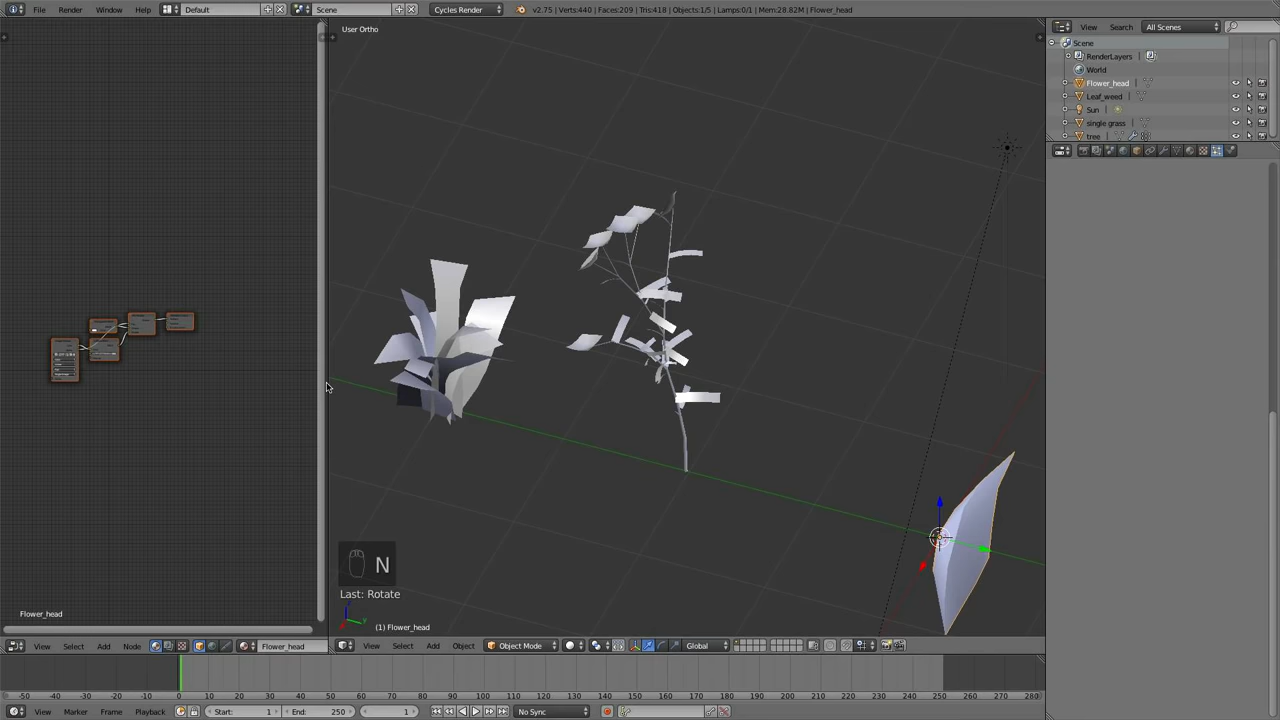 File Render Window Help Default Scene Cycles Render v2.75 | Verts:440 | Faces:209 | Tris:418 | Objects:1/5 | Lamps:0/1 | Mem:28.82M | Flower_head
User Ortho
View Search All Scenes
Scene
RenderLayers
World
Flower_head
Leaf_weed
Sun
single grass
tree
N
Last: Rotate
Flower_head
(1) Flower_head
View Select Add Node Flower_head
View Select Add Object Object Mode Global
-50 -40 -30 -20 -10 0 10 20 30 40 50 60 70 80 90 100 110 120 130 140 150 160 170 180 190 200 210 220 230 240 250 260 270 280
View Marker Frame Playback Start: 1 End: 250 1 No Sync